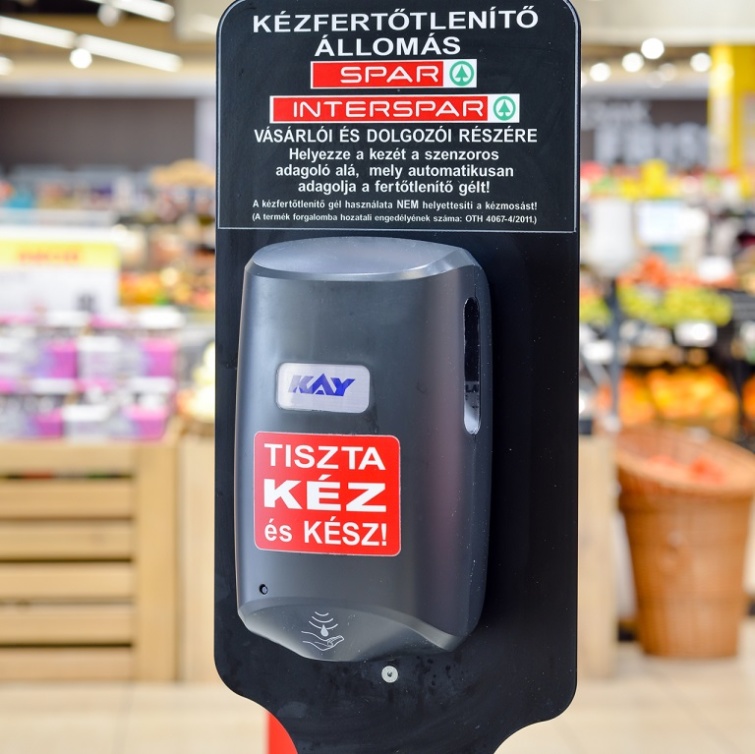 KÉZFERTŐTLENÍTŐ
ÁLLOMÁS
SPAR
INTERSPAR
VÁSÁRLÓI ÉS DOLGOZÓI RÉSZÉRE
Helyezze a kezét a szenzoros
adagoló alá, mely automatikusan
adagolja a fertőtlenítő gélt!
A kézfertőtlenítő gél használata NEM helyettesíti a kézmosást!
(A termék forgalomba hozatali engedélyének száma: OTH 4067-4/2011.)
KAY
TISZTA
KÉZ
és KÉSZ!